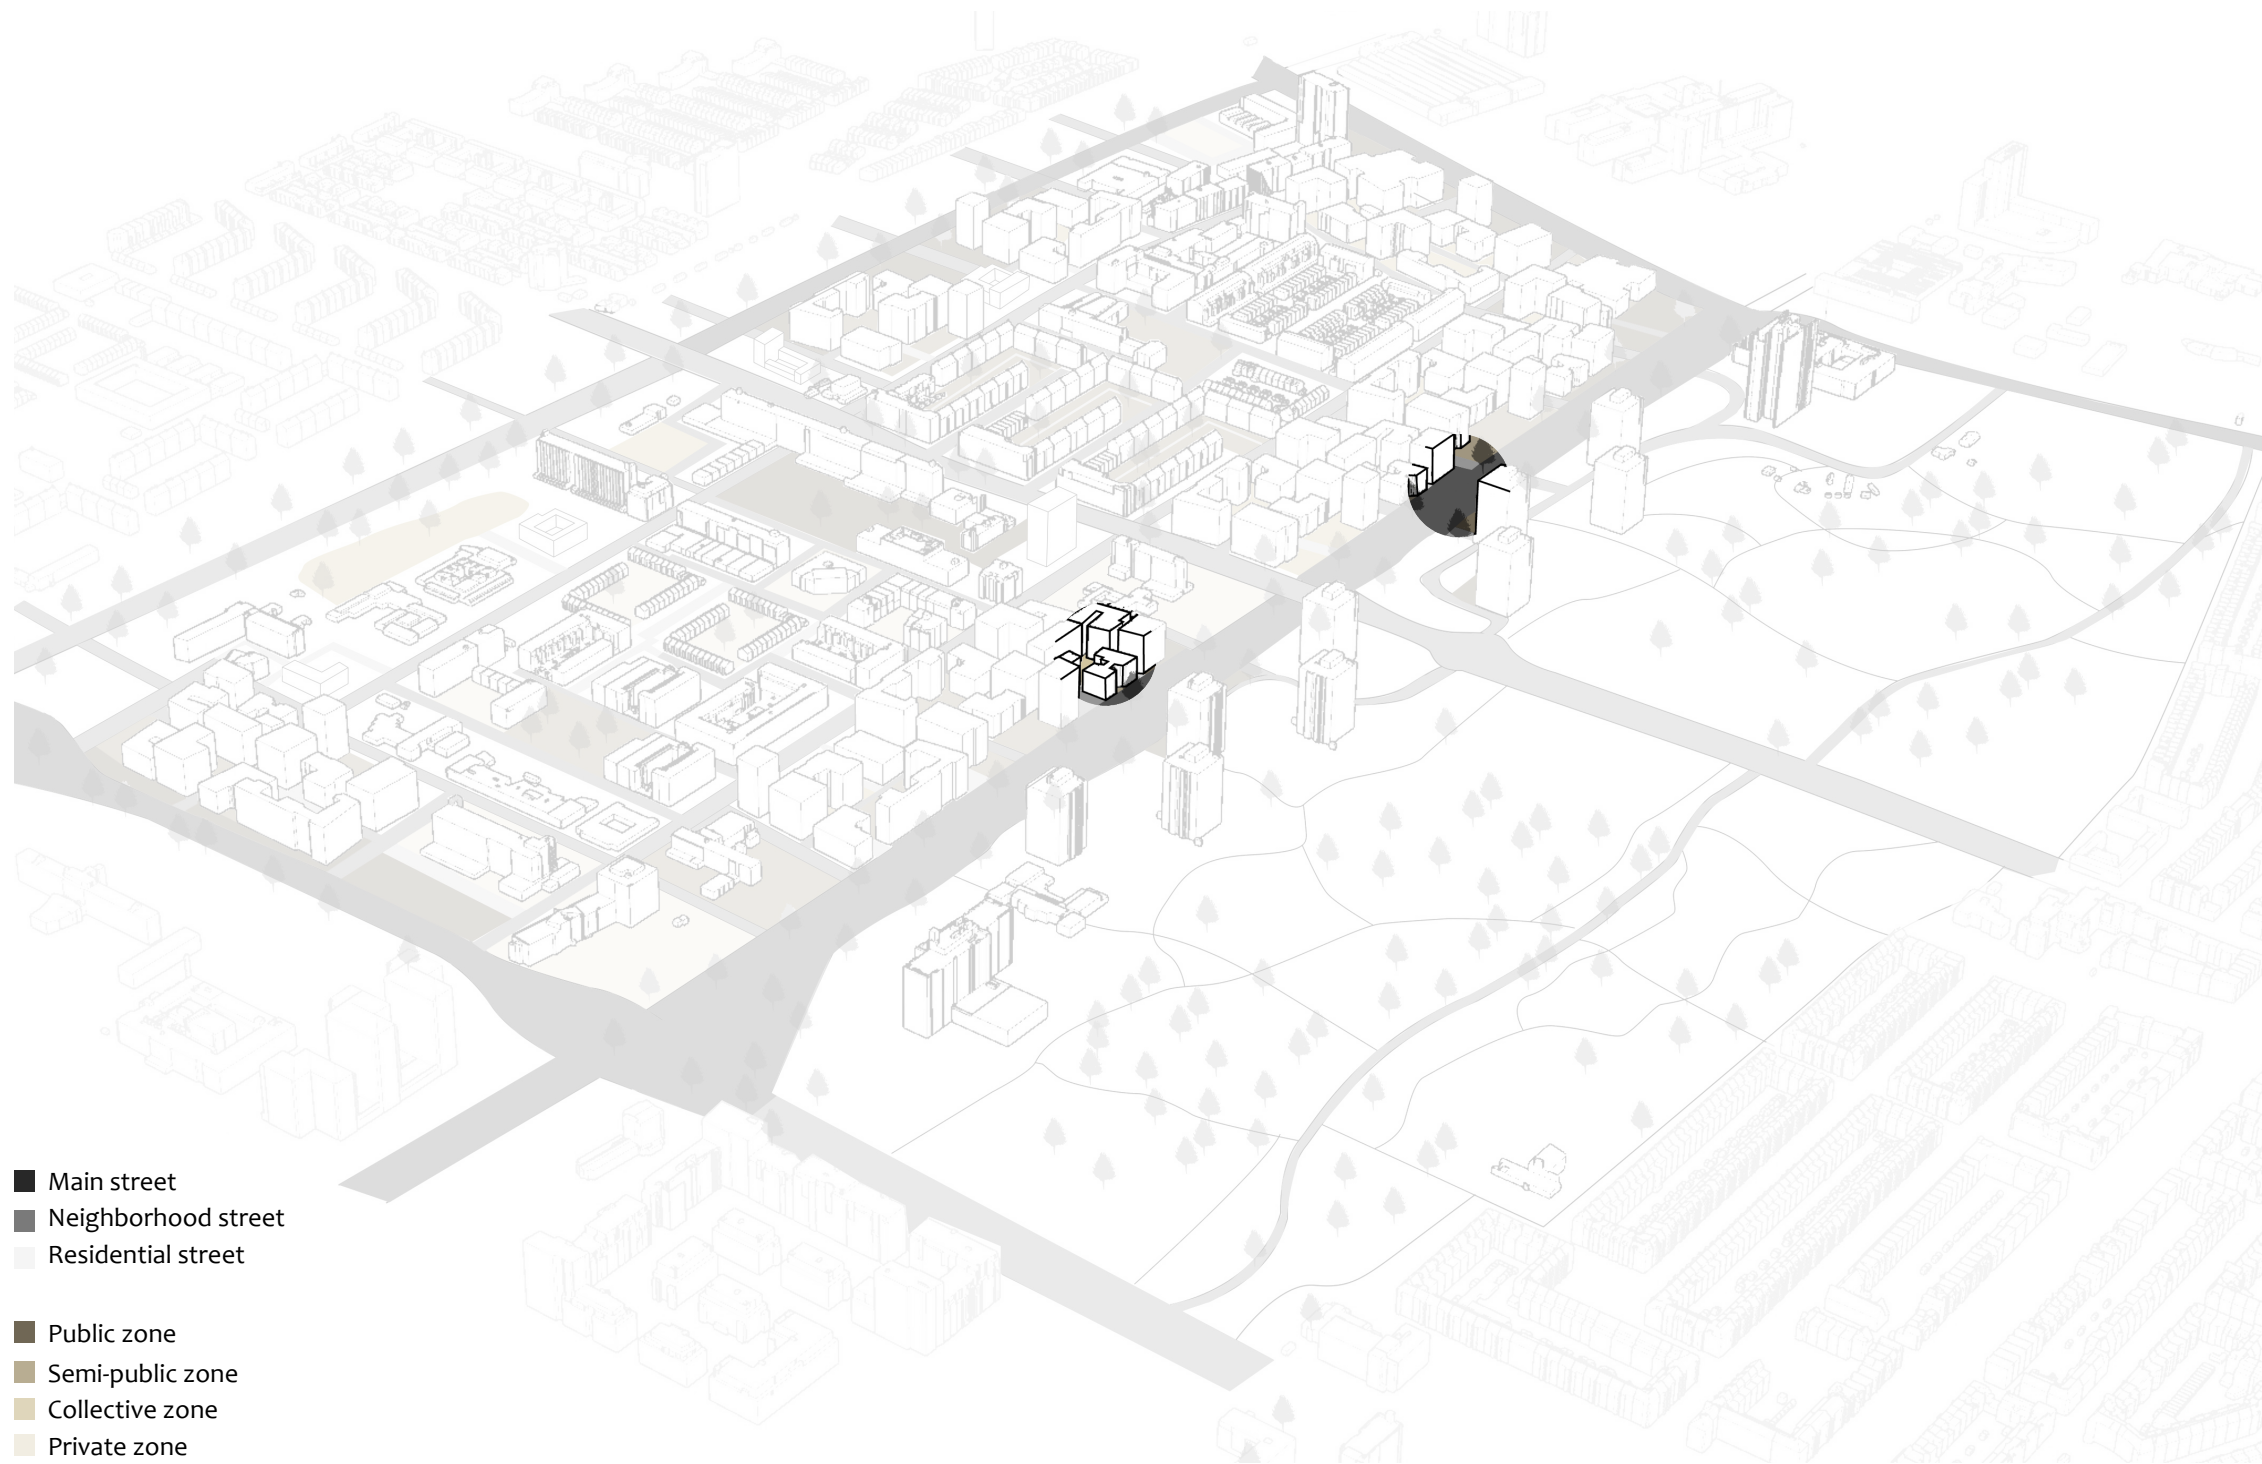 Main street
Neighborhood street
Residential street
Public zone
Semi-public zone
Collective zone
Private zone